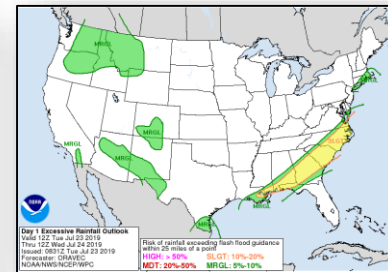 MRGL
MRGL
MRGL
SLGT
MRGL
MRGL
MRGL
MRGL
NOAA
Day 1 Excessive Rainfall Outlook
Valid 12Z Tue Jul 23 2019
Thru 12Z Wed Jul 24 2019
Issued: 0831Z Tue Jul 23 2019
Forecaster: ORAVEC
NOAA/NWS/NCEP/WPC
Risk of rainfall exceeding flash flood guidance
within 25 miles of a point
HIGH: > 50% SLGT: 10%-20%
MDT: 20%-50% MRGL: 5%-10%